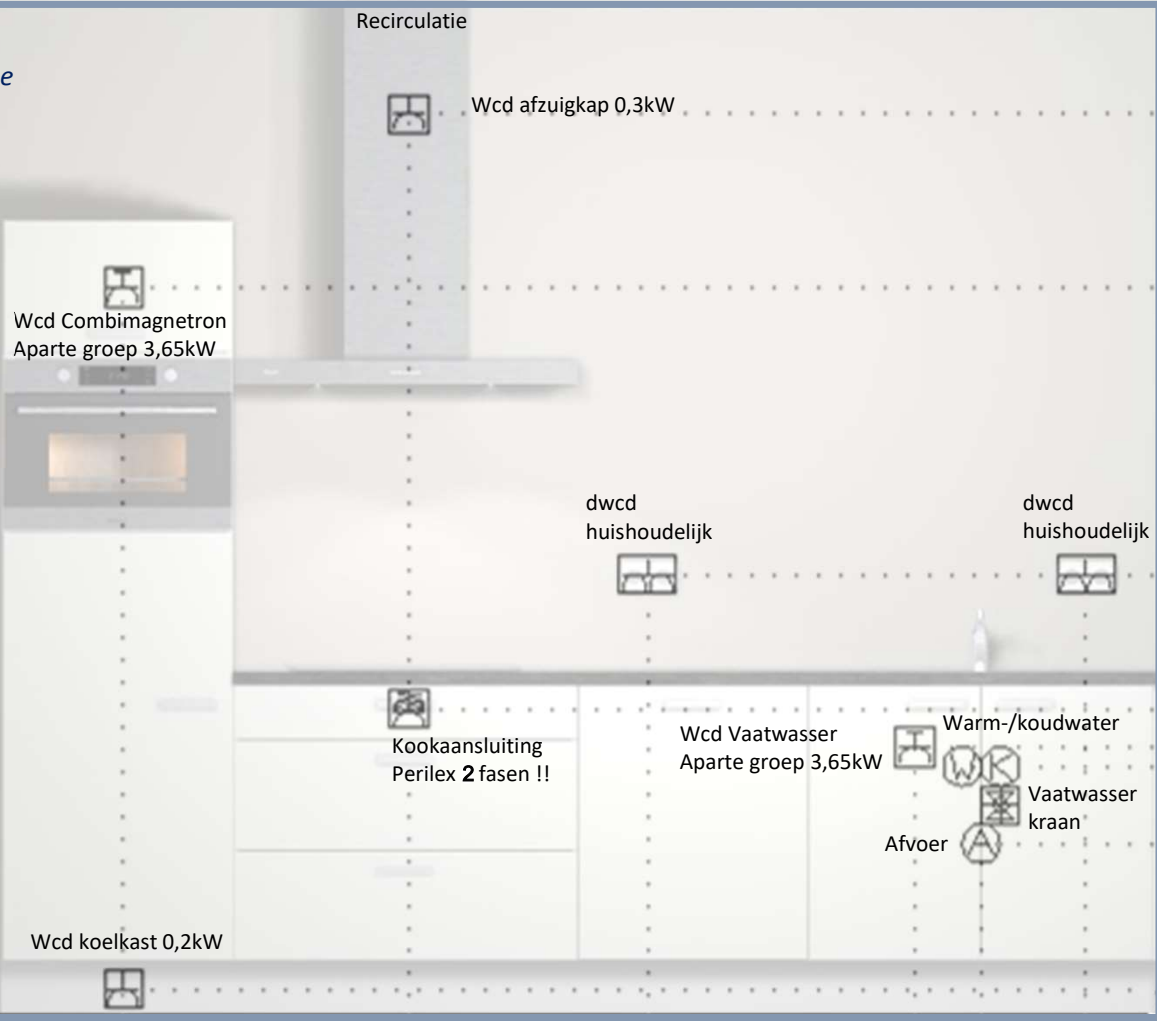 Recirculatie
e
Wcd afzuigkap 0,3kW
Wcd Combimagnetron
Aparte groep 3,65kW
dwcd
huishoudelijk
dwcd
huishoudelijk
Kookaansluiting
Perilex 2 fasen !!
Wcd Vaatwasser
Aparte groep 3,65kW
Warm-/koudwater
W K
Vaatwasser
kraan
Afvoer
A
Wcd koelkast 0,2kW